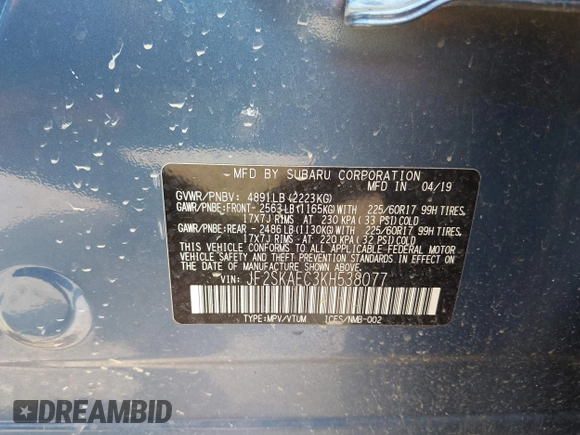 MFD BY SUBARU CORPORATION
MFD IN 04/19
GVWR/PNBV: 4891LB(2223KG)
GAWR/PNBE:FRONT- 2563LB(1165KG)WITH 225/60R17 99H TIRES,
17X7J RIMS AT 230 KPA (33 PSI)COLD
GAWR/PNBE:REAR- 2486LB(1130KG)WITH 225/60R17 99H TIRES,
17X7J RIMS AT 220 KPA (32 PSI)COLD
THIS VEHICLE CONFORMS TO ALL APPLICABLE FEDERAL MOTOR
VEHICLE SAFETY AND THEFT PREVENTION STANDARDS IN EFFECT
ON THE DATE OF MANUFACTURE SHOWN ABOVE.
VIN: JF2SKAEC3KH538077
TYPE:MPV/VTUM ICES/NMB-002
DREAMBID